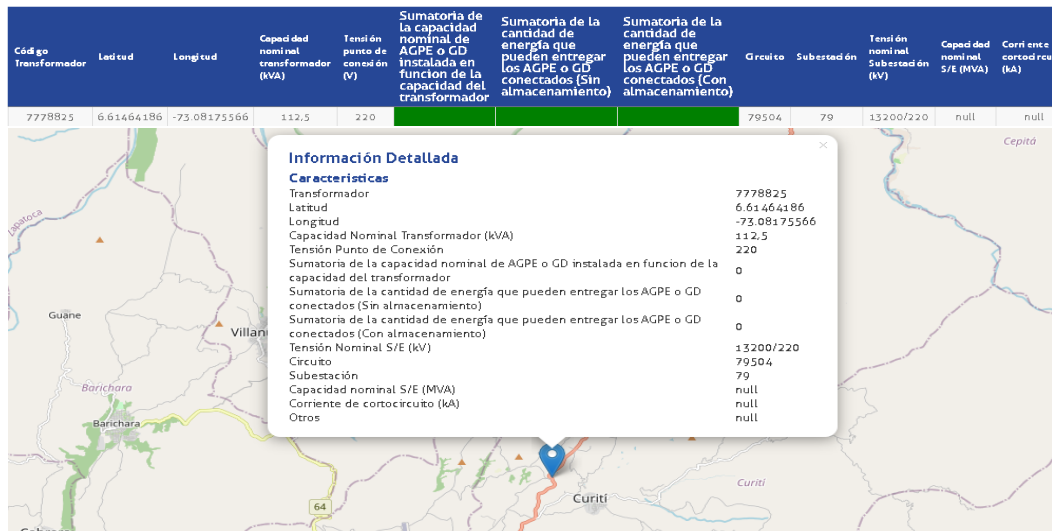 Código Transformador
Latitud
Longitud
Capacidad nominal transformador (kVA)
Tensión punto de conexión (V)
Sumatoria de la capacidad nominal de AGPE o GD instalada en funcion de la capacidad del transformador
Sumatoria de la cantidad de energía que pueden entregar los AGPE o GD conectados (Sin almacenamiento)
Sumatoria de la cantidad de energía que pueden entregar los AGPE o GD conectados (Con almacenamiento)
Circuito
Subestación
Tensión nominal Subestación (kV)
Capacidad nominal S/E (MVA)
Corriente cortocircu (kA)
7778825 6.61464186 -73.08175566 112,5 220 79504 79 13200/220 null null
Información Detallada
Caracteristicas
Transformador 7778825
Latitud 6.61464186
Longitud -73.08175566
Capacidad Nominal Transformador (kVA) 112,5
Tensión Punto de Conexión 220
Sumatoria de la capacidad nominal de AGPE o GD instalada en funcion de la
capacidad del transformador 0
Sumatoria de la cantidad de energía que pueden entregar los AGPE o GD
conectados (Sin almacenamiento) 0
Sumatoria de la cantidad de energía que pueden entregar los AGPE o GD
conectados (Con almacenamiento) 0
Tensión Nominal S/E (kV) 13200/220
Circuito 79504
Subestación 79
Capacidad nominal S/E (MVA) null
Corriente de cortocircuito (kA) null
Otros null
Cepitá
Zapatoca
Guane
Villan
Barichara
Barichara
64
Curití
Curití